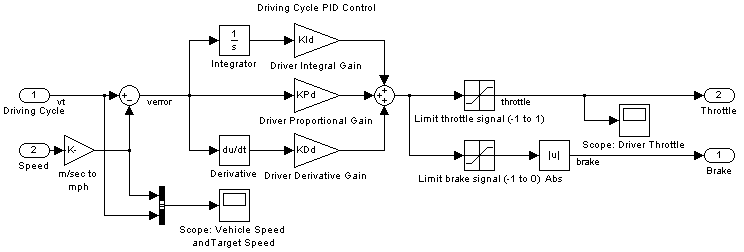 Driving Cycle PID Control
1
s
KId
Integrator
Driver Integral Gain
1
Driving Cycle
vt
verror
KPd
Driver Proportional Gain
throttle
Limit throttle signal (-1 to 1)
2
Throttle
Scope: Driver Throttle
2
Speed
K-
m/sec to
mph
du/dt
Derivative
KDd
Driver Derivative Gain
Limit brake signal (-1 to 0)
|u|
Abs
brake
1
Brake
Scope: Vehicle Speed
and Target Speed